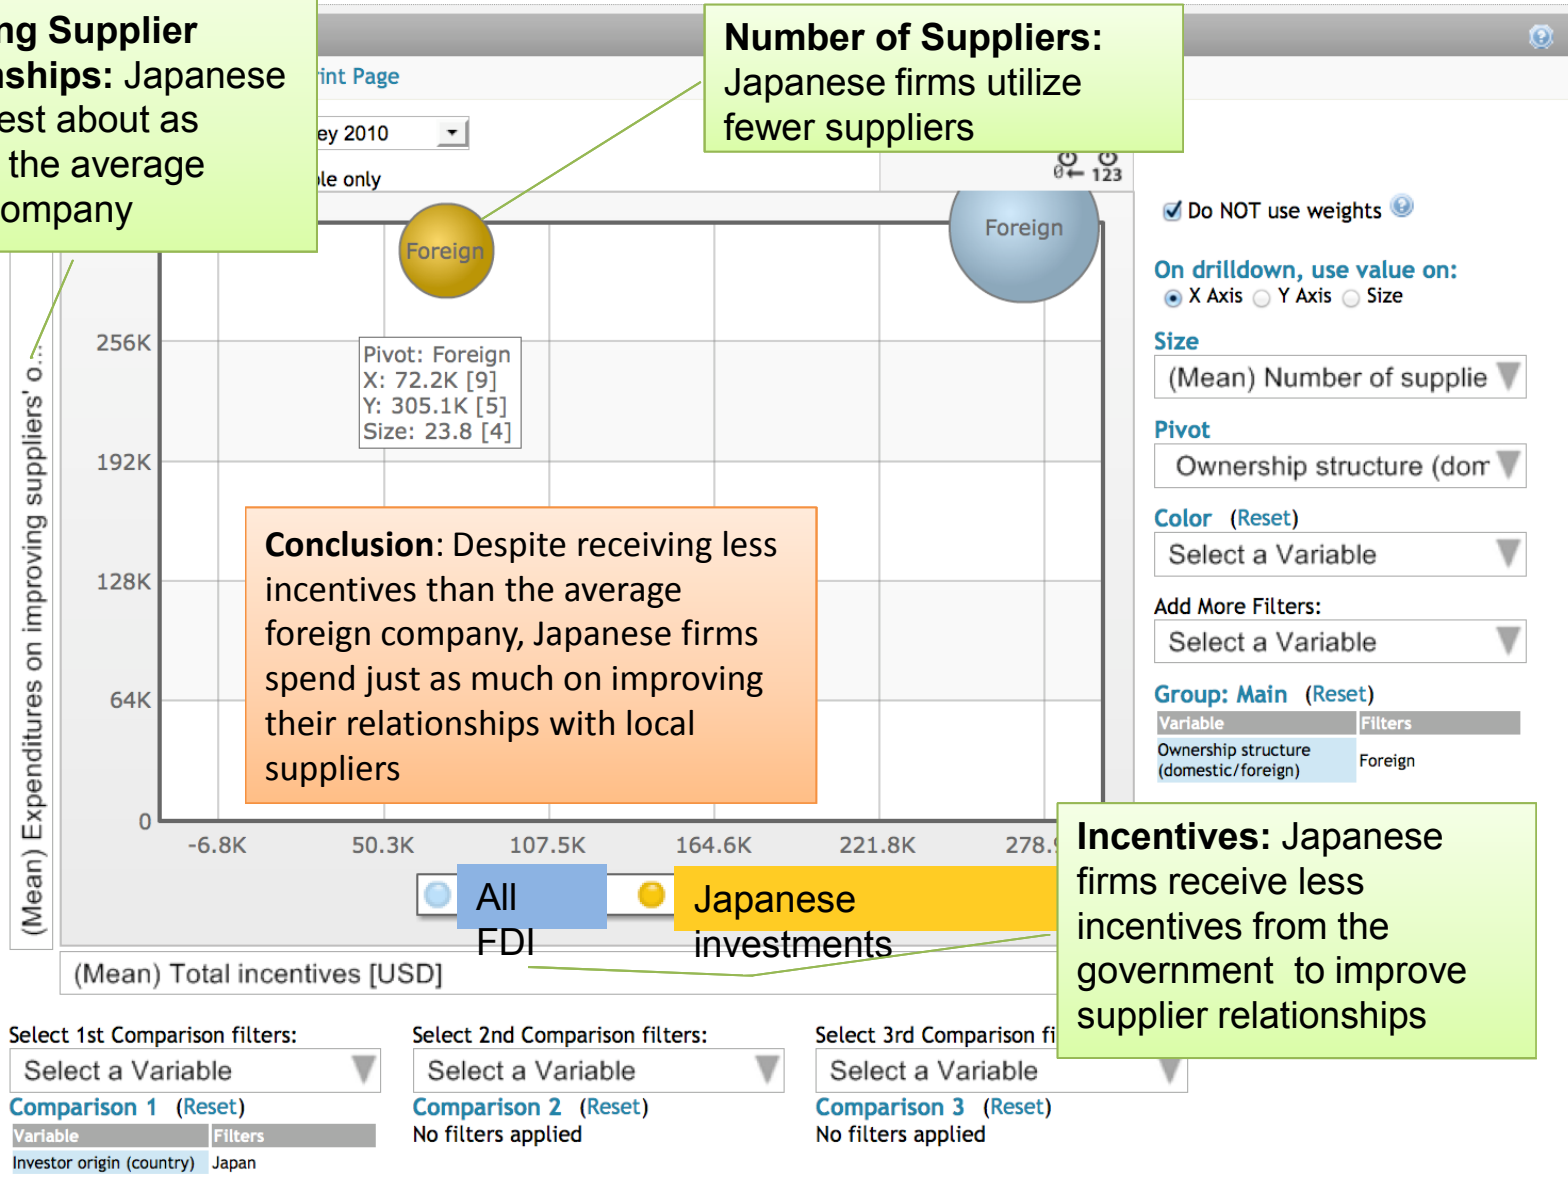 ng Supplier
nships: Japanese
est about as
the average
ompany
int Page
Number of Suppliers:
Japanese firms utilize
fewer suppliers
ey 2010
le only
0 123
Do NOT use weights
On drilldown, use value on:
X Axis Y Axis Size
Size
(Mean) Number of supplie
Pivot
Ownership structure (dom
Color (Reset)
Select a Variable
Add More Filters:
Select a Variable
Group: Main (Reset)
Variable Filters
Ownership structure
(domestic/foreign) Foreign
Foreign
Foreign
Pivot: Foreign
X: 72.2K [9]
Y: 305.1K [5]
Size: 23.8 [4]
(Mean) Expenditures on improving suppliers' o...
256K
192K
128K
64K
0
Conclusion: Despite receiving less
incentives than the average
foreign company, Japanese firms
spend just as much on improving
their relationships with local
suppliers
-6.8K 50.3K 107.5K 164.6K 221.8K 278.
All
FDI
Japanese
investments
Incentives: Japanese
firms receive less
incentives from the
government to improve
supplier relationships
(Mean) Total incentives [USD]
Select 1st Comparison filters:
Select a Variable
Comparison 1 (Reset)
Variable Filters
Investor origin (country) Japan
Select 2nd Comparison filters:
Select a Variable
Comparison 2 (Reset)
No filters applied
Select 3rd Comparison fi
Select a Variable
Comparison 3 (Reset)
No filters applied